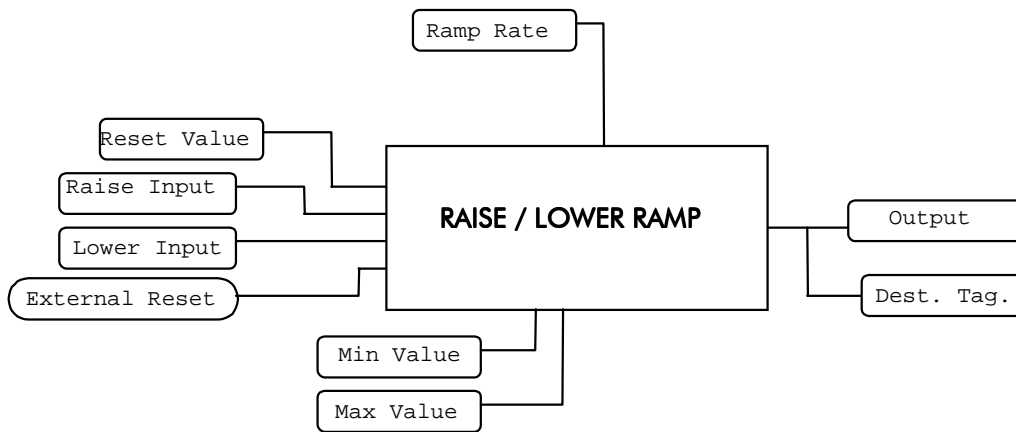 Ramp Rate
Reset Value
Raise Input
RAISE / LOWER RAMP
Output
Lower Input
External Reset
Dest. Tag.
Min Value
Max Value